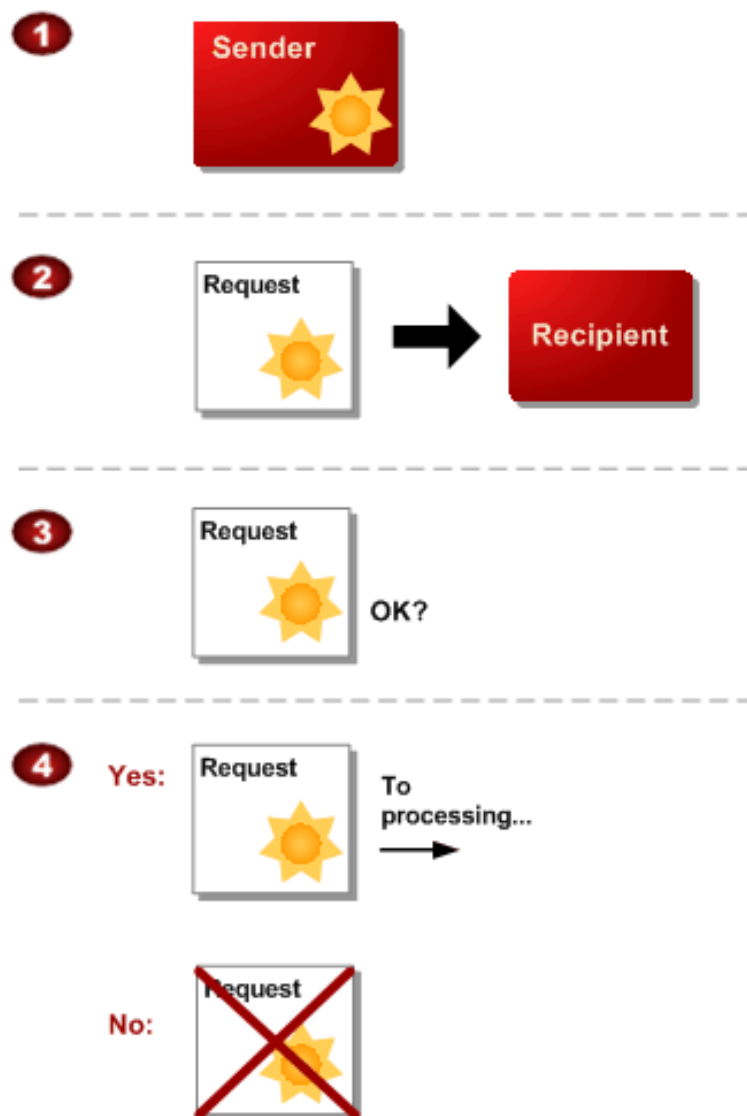 1
Sender
2
Request
Recipient
3
Request
OK?
4
Yes:
Request
To
processing...
No:
Request